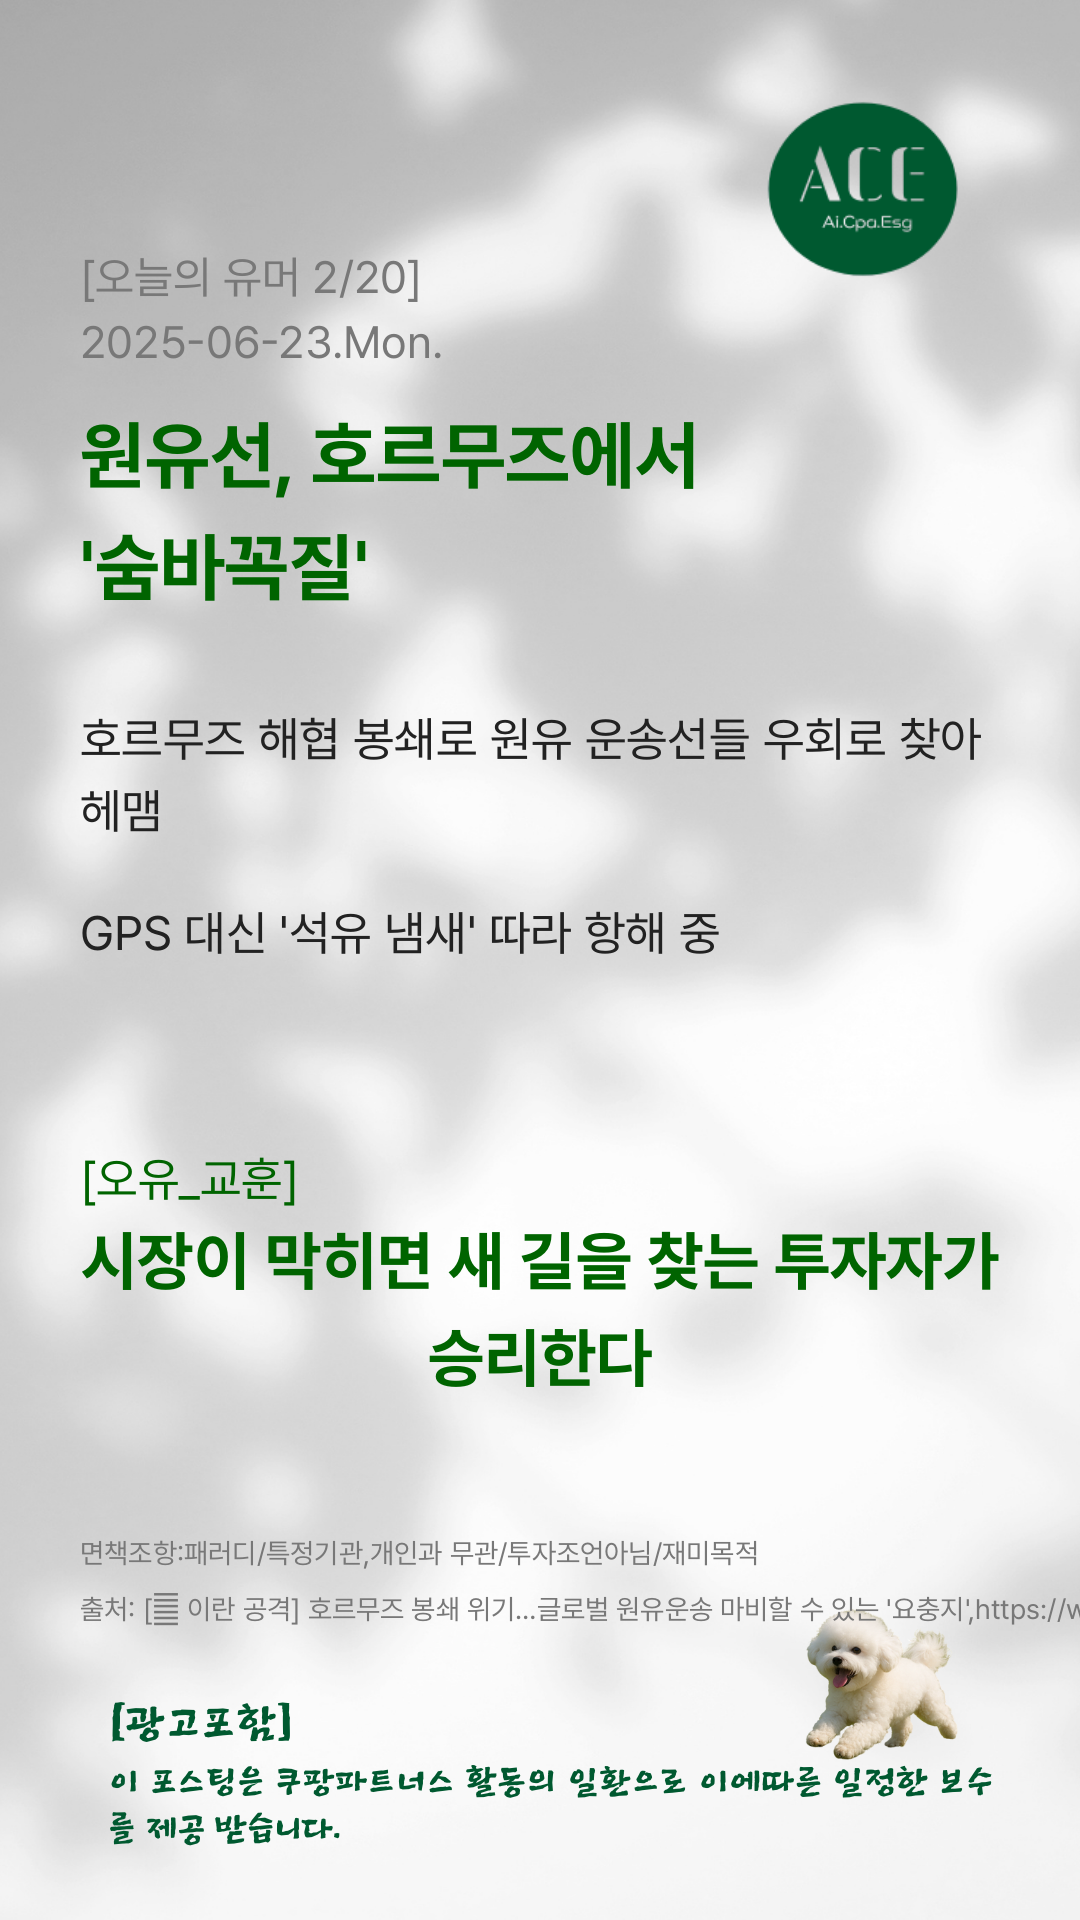 ACE
Ai.Cpa.Esg
[오늘의 유머 2/20]
2025-06-23.Mon.
원유선, 호르무즈에서
'숨바꼭질'
호르무즈 해협 봉쇄로 원유 운송선들 우회로 찾아
헤맴
GPS 대신 '석유 냄새' 따라 항해 중
[오유_교훈]
시장이 막히면 새 길을 찾는 투자자가
승리한다
면책조항:패러디/특정기관,개인과 무관/투자조언아님/재미목적
출처: [ 이란 공격] 호르무즈 봉쇄 위기...글로벌 원유운송 마비할 수 있는 '요충지',https://w
[광고포함]
이 포스팅은 쿠팡파트너스 활동의 일환으로 이에따른 일정한 보수
를 제공 받습니다.